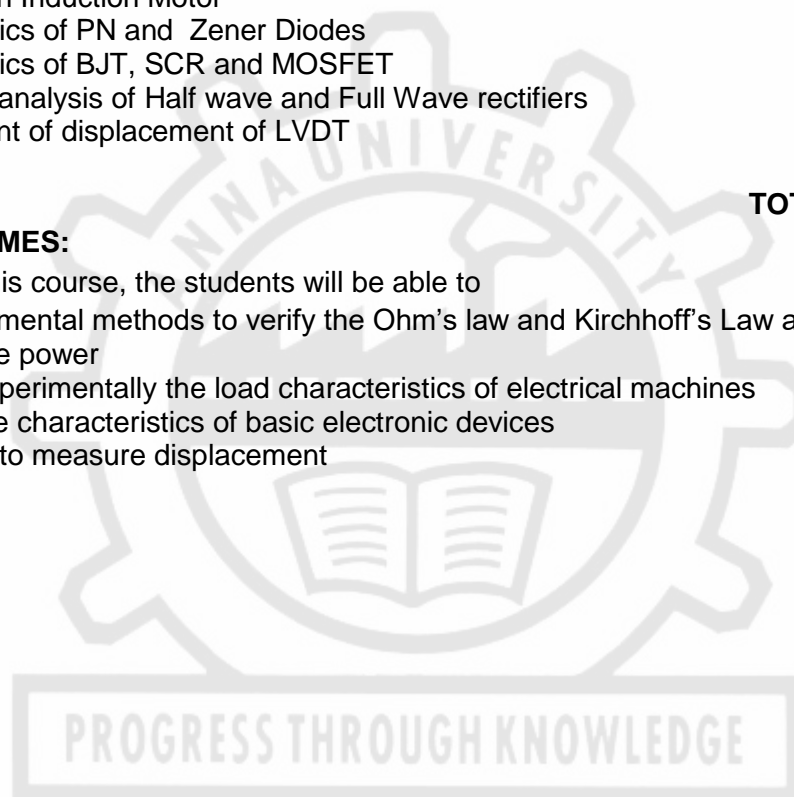 n Induction Motor
ics of PN and Zener Diodes
ics of BJT, SCR and MOSFET
analysis of Half wave and Full Wave rectifiers
nt of displacement of LVDT
NNA UNIVERSITY
TOT
MES:
is course, the students will be able to
mental methods to verify the Ohm's law and Kirchhoff's Law a
e power
perimentally the load characteristics of electrical machines
e characteristics of basic electronic devices
to measure displacement
PROGRESS THROUGH KNOWLEDGE